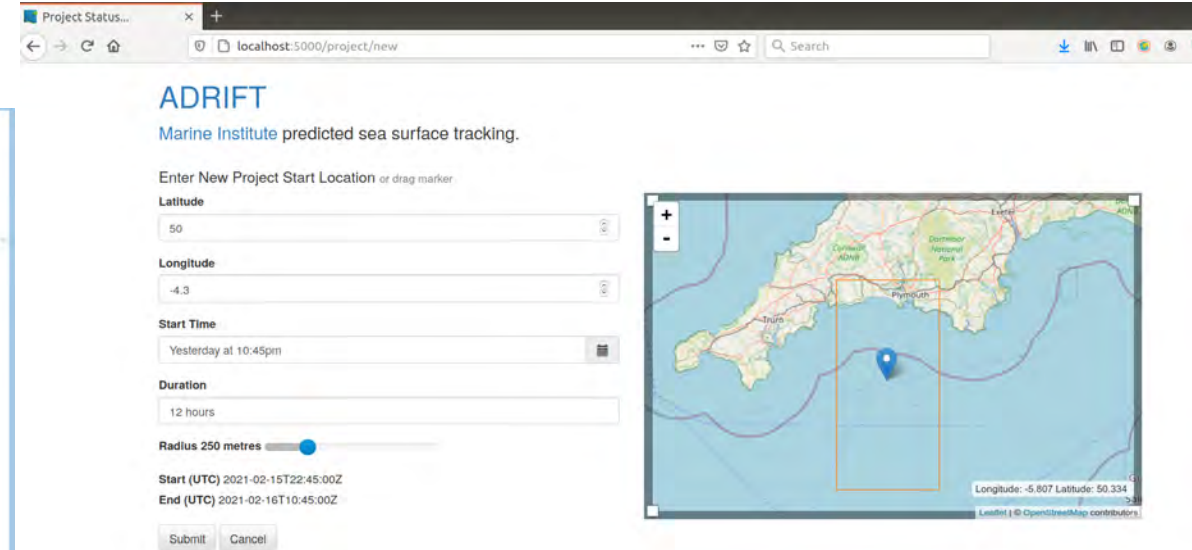 Project Status...
localhost:5000/project/new
Search
ADRIFT
Marine Institute predicted sea surface tracking.
Enter New Project Start Location or drag marker
Latitude
50
Longitude
-4.3
Start Time
Yesterday at 10:45pm
Duration
12 hours
Radius 250 metres
Start (UTC) 2021-02-15T22:45:00Z
End (UTC) 2021-02-16T10:45:00Z
Submit Cancel
+
-
Exeter
Cornwall
AONB
Dartmoor
National
Park
Plymouth
Truro
Longitude: -5.807 Latitude: 50.334
Leaflet | © OpenStreetMap contributors